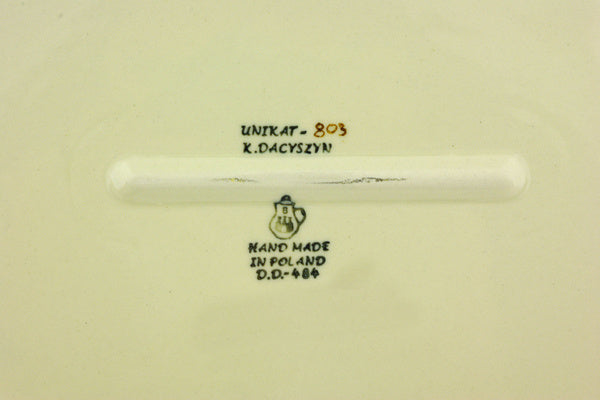 UNIKAT - 803
K.DACYSZYN
B
HAND MADE
IN POLAND
D.D.-484